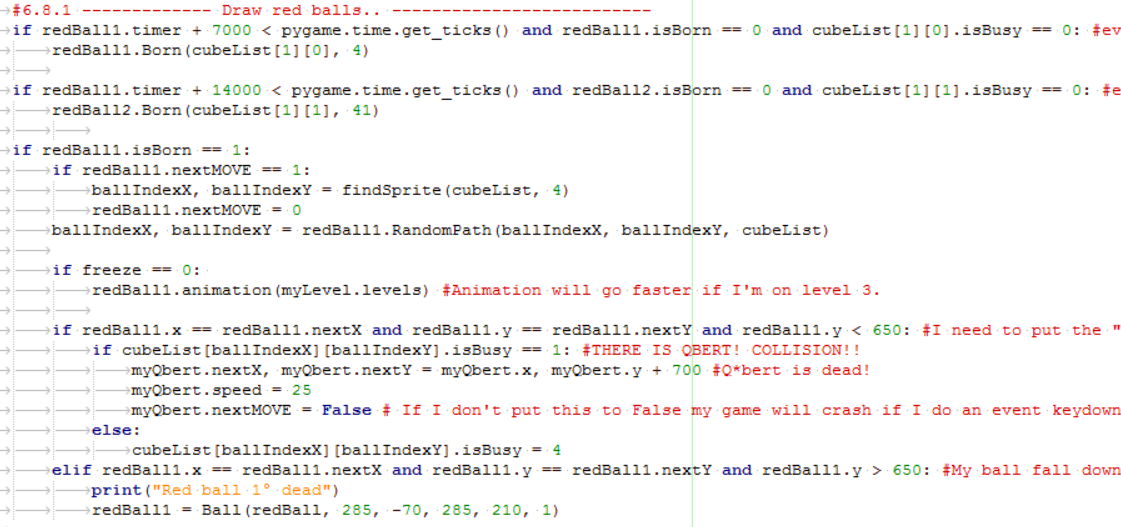 #6.8.1 ------------- Draw red balls.. --------------------------
if redBall1.timer + 7000 < pygame.time.get_ticks() and redBall1.isBorn == 0 and cubeList[1][0].isBusy == 0: #ev
redBall1.Born(cubeList[1][0], 4)
if redBall1.timer + 14000 < pygame.time.get_ticks() and redBall2.isBorn == 0 and cubeList[1][1].isBusy == 0: #e
redBall2.Born(cubeList[1][1], 41)
if redBall1.isBorn == 1:
if redBall1.nextMOVE == 1:
ballIndexX, ballIndexY = findSprite(cubeList, 4)
redBall1.nextMOVE = 0
ballIndexX, ballIndexY = redBall1.RandomPath(ballIndexX, ballIndexY, cubeList)
if freeze == 0:
redBall1.animation(myLevel.levels) #Animation will go faster if I'm on level 3.
if redBall1.x == redBall1.nextX and redBall1.y == redBall1.nextY and redBall1.y < 650: #I need to put the "
if cubeList[ballIndexX][ballIndexY].isBusy == 1: #THERE IS QBERT! COLLISION!!
myQbert.nextX, myQbert.nextY = myQbert.x, myQbert.y + 700 #Q*bert is dead!
myQbert.speed = 25
myQbert.nextMOVE = False # If I don't put this to False my game will crash if I do an event keydown
else:
cubeList[ballIndexX][ballIndexY].isBusy = 4
elif redBall1.x == redBall1.nextX and redBall1.y == redBall1.nextY and redBall1.y > 650: #My ball fall down
print("Red ball 1° dead")
redBall1 = Ball(redBall, 285, -70, 285, 210, 1)